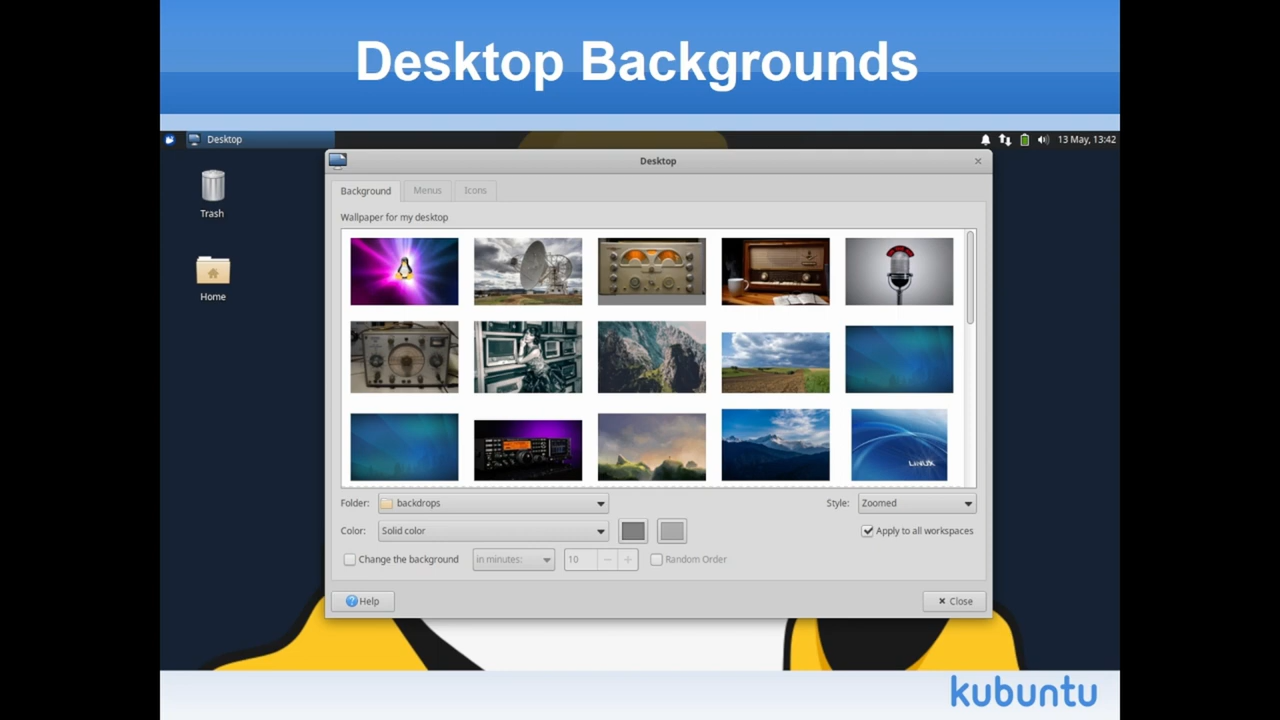 Desktop Backgrounds
Desktop
13 May, 13:42
Desktop
Trash
Home
Background
Menus
Icons
Wallpaper for my desktop
LINUX
Folder:
backdrops
Style:
Zoomed
Color:
Solid color
Apply to all workspaces
Change the background
in minutes:
10
Random Order
Help
Close
kubuntu